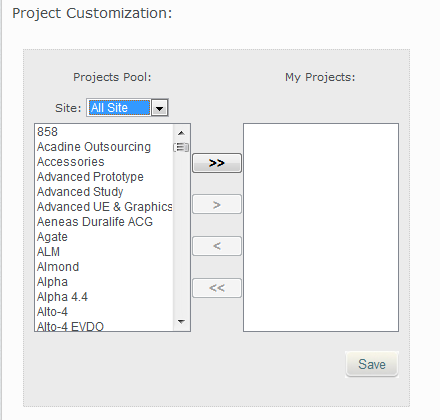 Project Customization:
Projects Pool:
My Projects:
Site: All Site
858
Acadine Outsourcing
Accessories
Advanced Prototype
Advanced Study
Advanced UE & Graphics
Aeneas Duralife ACG
Agate
ALM
Almond
Alpha
Alpha 4.4
Alto-4
Alto-4 EVDO
>>
>
<
<<
Save